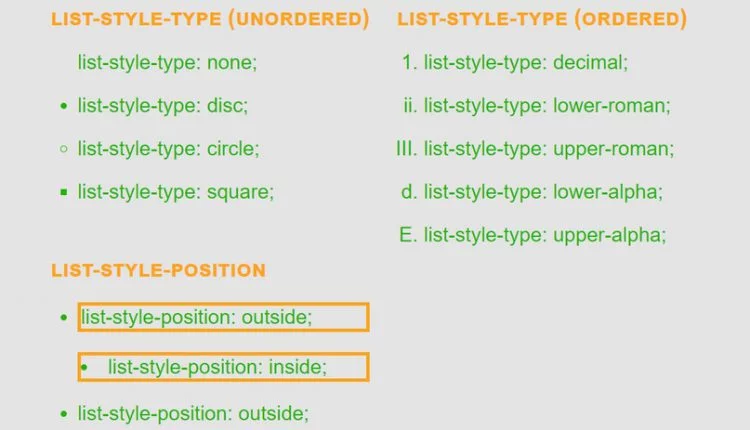 LIST-STYLE-TYPE (UNORDERED)
list-style-type: none;
• list-style-type: disc;
○ list-style-type: circle;
▪ list-style-type: square;
LIST-STYLE-TYPE (ORDERED)
1. list-style-type: decimal;
ii. list-style-type: lower-roman;
III. list-style-type: upper-roman;
d. list-style-type: lower-alpha;
E. list-style-type: upper-alpha;
LIST-STYLE-POSITION
• list-style-position: outside;
• list-style-position: inside;
• list-style-position: outside;